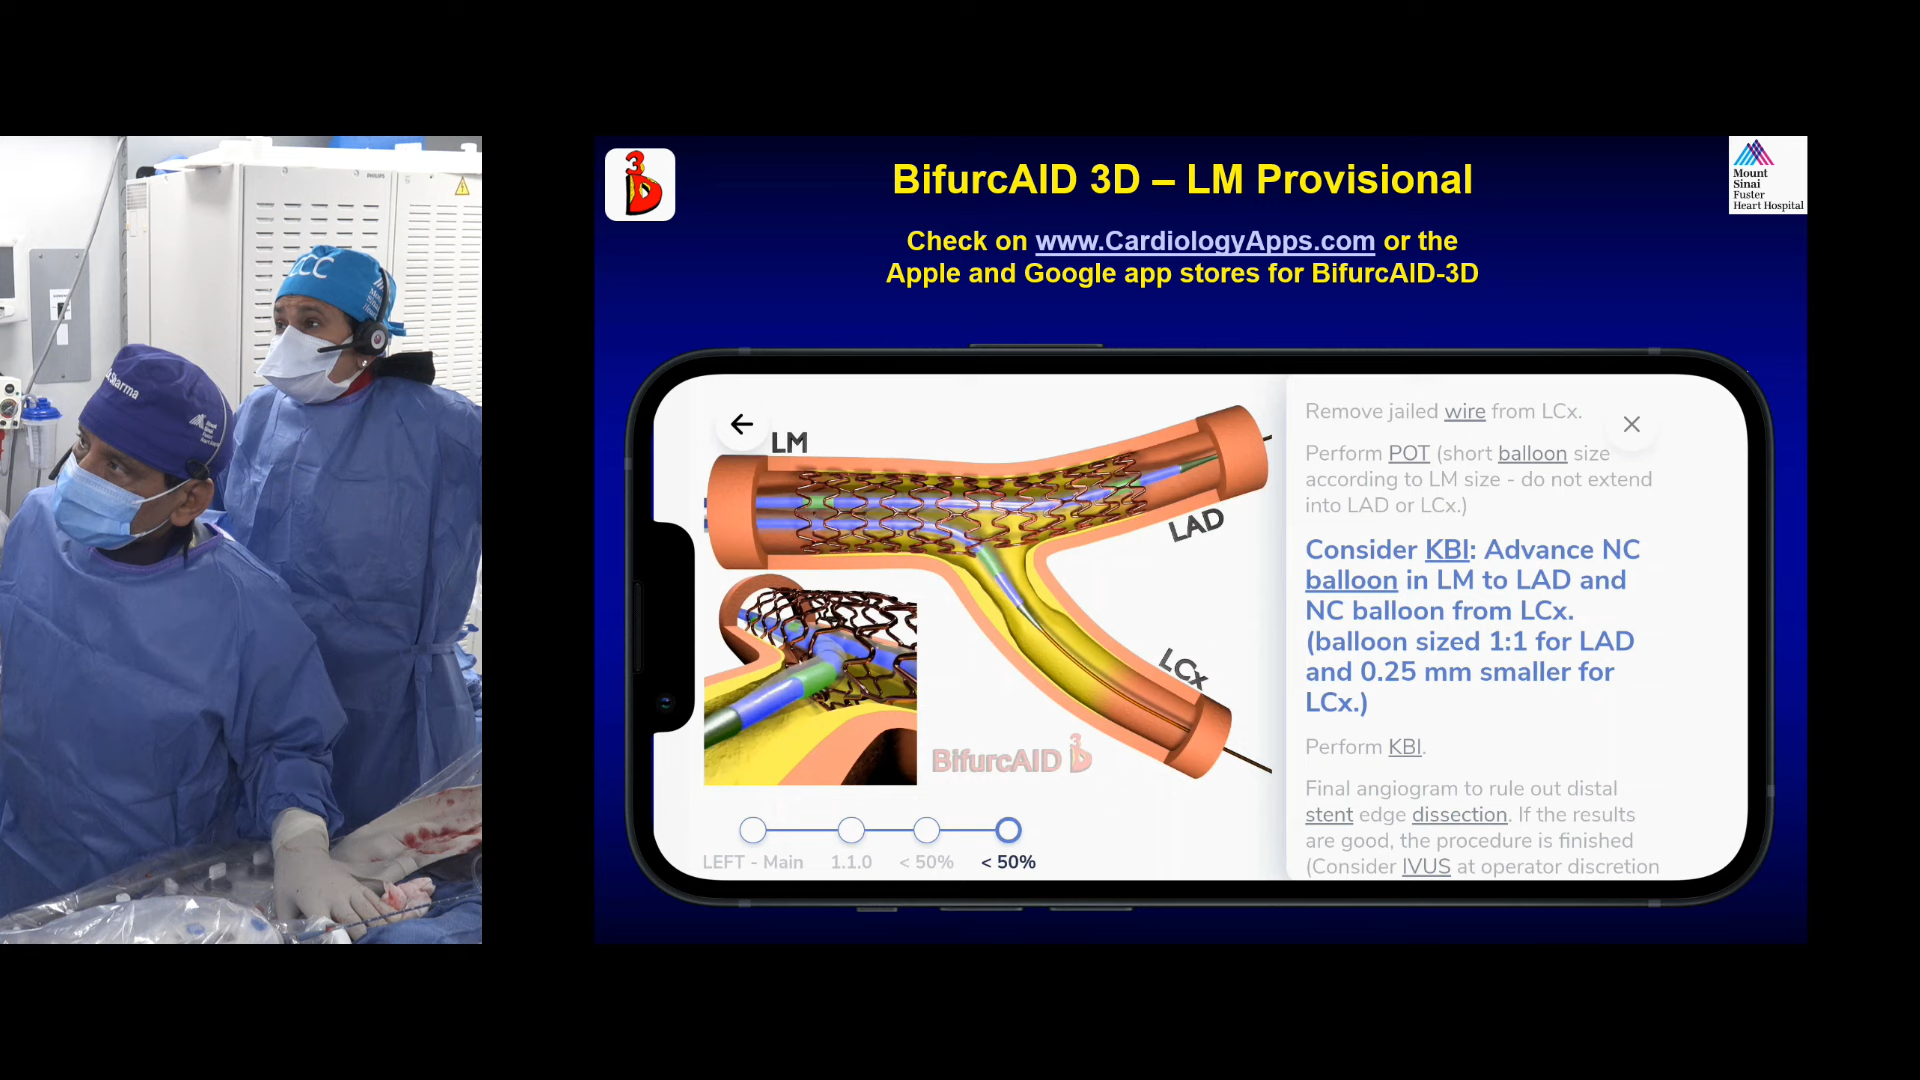 PHILIPS
CCC
Sharma
3
D
BifurcAID 3D – LM Provisional
Mount
Sinai
Fuster
Heart Hospital
Check on www.CardiologyApps.com or the
Apple and Google app stores for BifurcAID-3D
LM
LAD
LCx
BifurcAID 3D
LEFT - Main
1.1.0
< 50%
< 50%
Remove jailed wire from LCx.
Perform POT (short balloon size
according to LM size - do not extend
into LAD or LCx.)
Consider KBI: Advance NC
balloon in LM to LAD and
NC balloon from LCx.
(balloon sized 1:1 for LAD
and 0.25 mm smaller for
LCx.)
Perform KBI.
Final angiogram to rule out distal
stent edge dissection. If the results
are good, the procedure is finished
(Consider IVUS at operator discretion